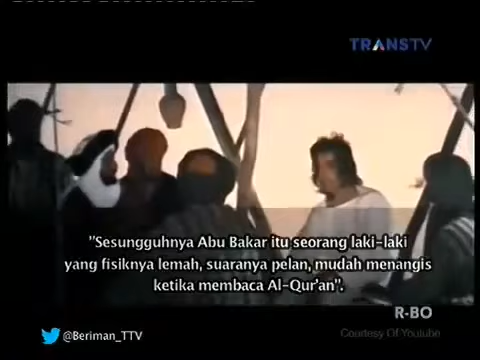 TRANSTV
"Sesungguhnya Abu Bakar itu seorang laki-laki
yang fisiknya lemah, suaranya pelan, mudah menangis
ketika membaca Al-Qur'an".
R-BO
@Beriman_TTV
Courtesy Of Youtube